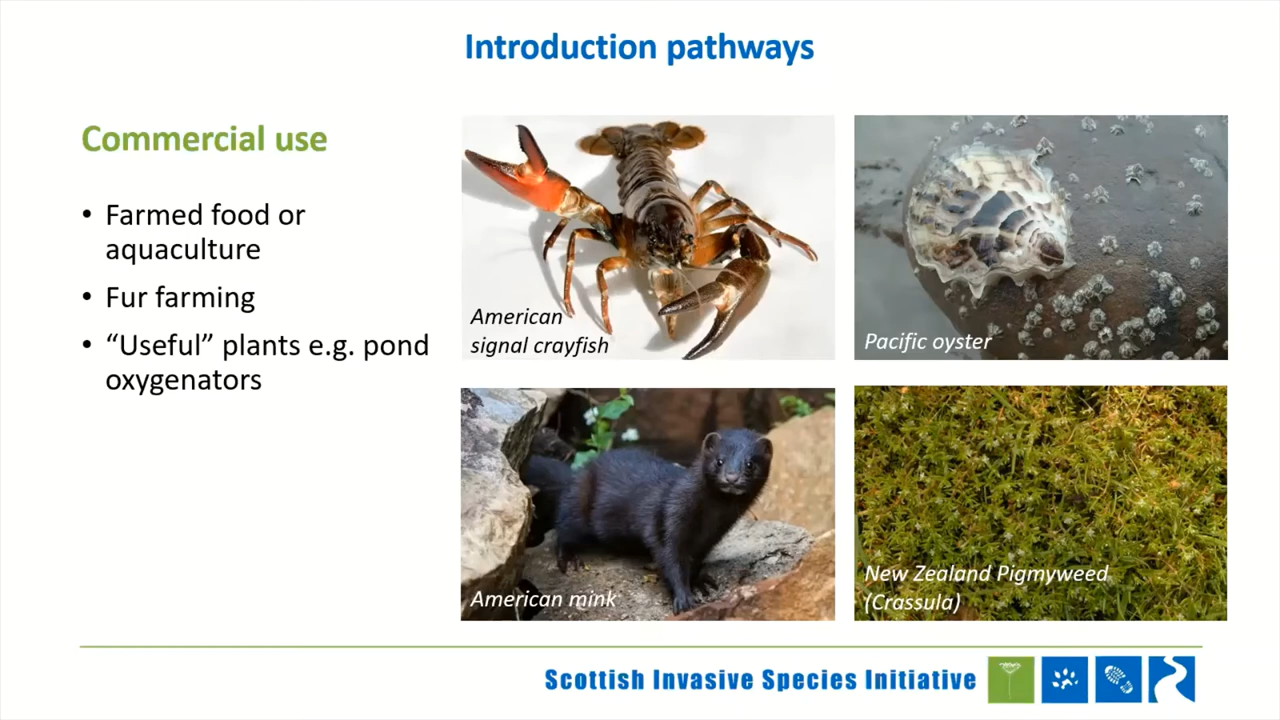 Introduction pathways
Commercial use
• Farmed food or
aquaculture
• Fur farming
• “Useful” plants e.g. pond
oxygenators
American
signal crayfish
Pacific oyster
American mink
New Zealand Pigmyweed
(Crassula)
Scottish Invasive Species Initiative